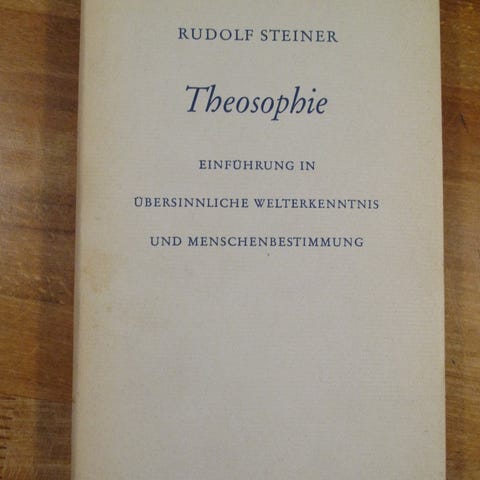 RUDOLF STEINER
Theosophie
EINFÜHRUNG IN
ÜBERSINNLICHE WELTERKENNTNIS
UND MENSCHENBESTIMMUNG